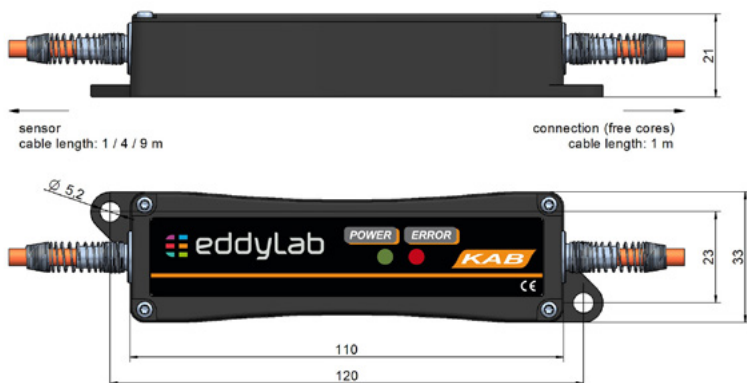 21
sensor
cable length: 1 / 4 / 9 m
connection (free cores)
cable length: 1 m
Ø 5,2
eddyLab
POWER ERROR
KAB
CE
23
33
110
120